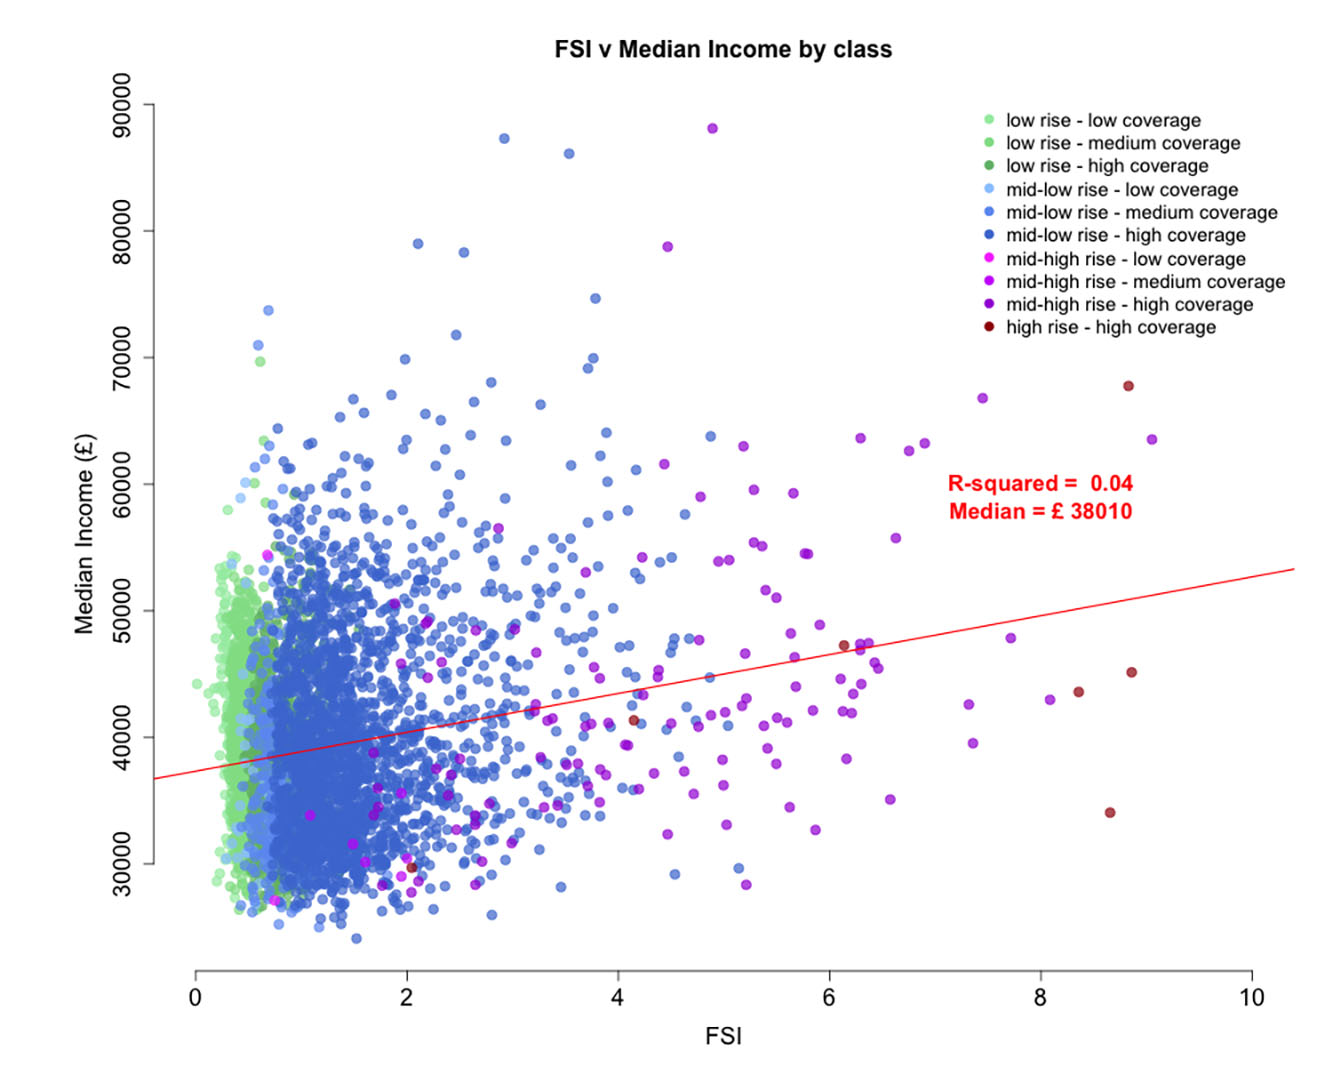 FSI v Median Income by class
low rise - low coverage
low rise - medium coverage
low rise - high coverage
mid-low rise - low coverage
mid-low rise - medium coverage
mid-low rise - high coverage
mid-high rise - low coverage
mid-high rise - medium coverage
mid-high rise - high coverage
high rise - high coverage
R-squared = 0.04
Median = £ 38010
Median Income (£)
90000
80000
70000
60000
50000
40000
30000
0 2 4 6 8 10
FSI